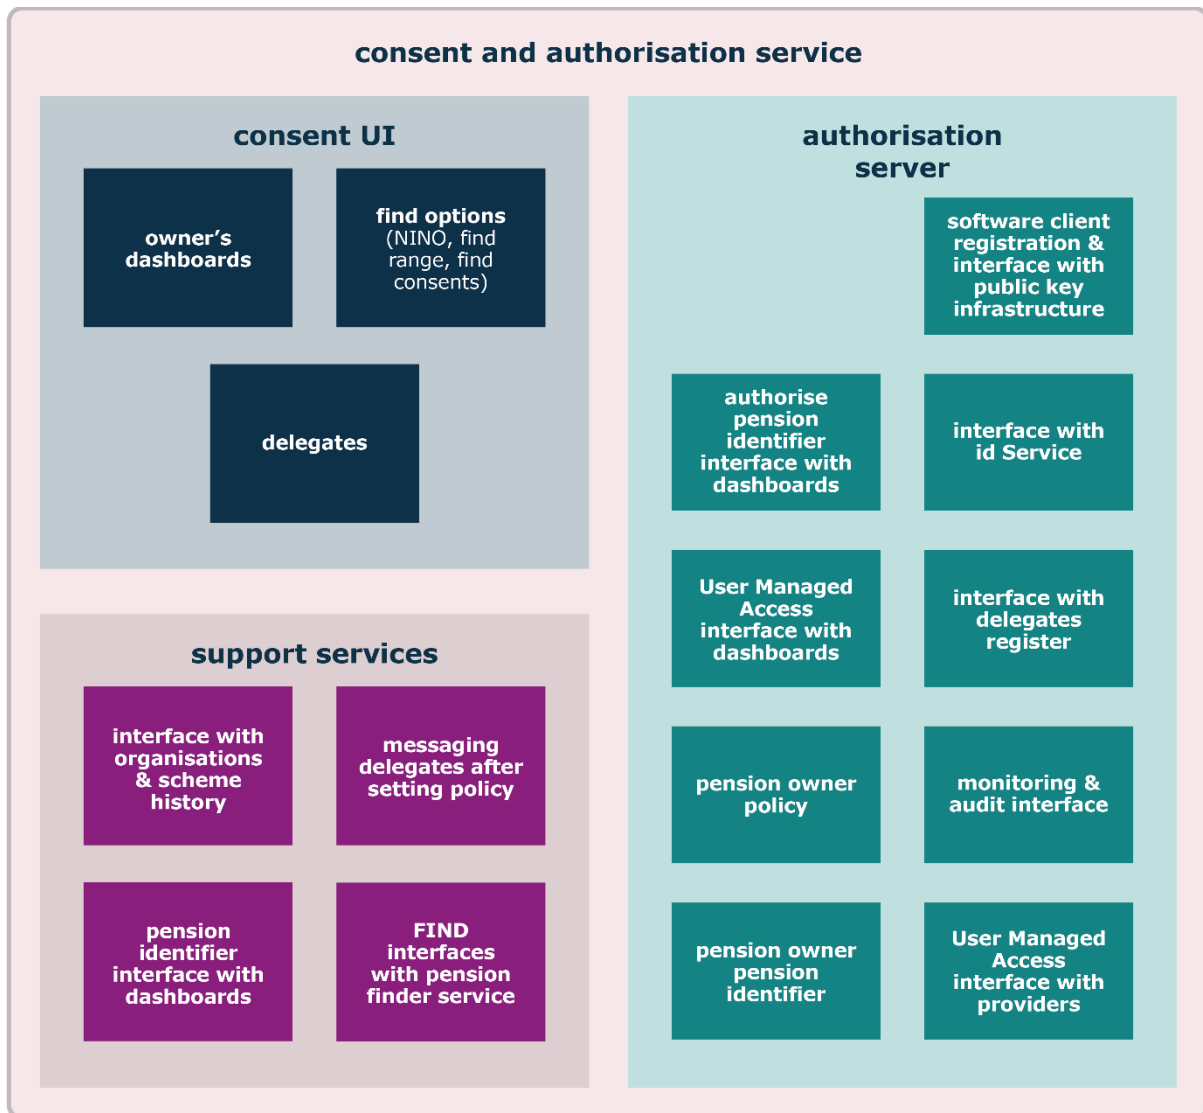 consent and authorisation service
consent UI
owner's
dashboards
find options
(NINO, find
range, find
consents)
delegates
support services
interface with
organisations
& scheme
history
messaging
delegates after
setting policy
pension
identifier
interface with
dashboards
FIND
interfaces
with pension
finder service
authorisation
server
software client
registration &
interface with
public key
infrastructure
authorise
pension
identifier
interface with
dashboards
interface with
id Service
User Managed
Access
interface with
dashboards
interface with
delegates
register
pension owner
policy
monitoring &
audit interface
pension owner
pension
identifier
User Managed
Access
interface with
providers